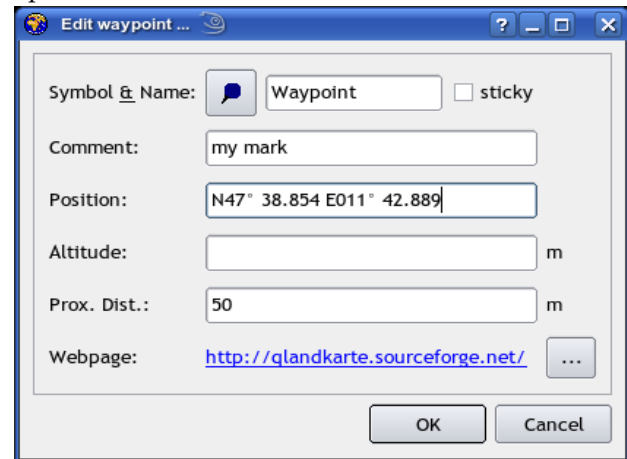 Edit waypoint ...
Symbol & Name: Waypoint sticky
Comment: my mark
Position: N47° 38.854 E011° 42.889
Altitude: m
Prox. Dist.: 50 m
Webpage: http://qlandkarte.sourceforge.net/ ...
OK Cancel